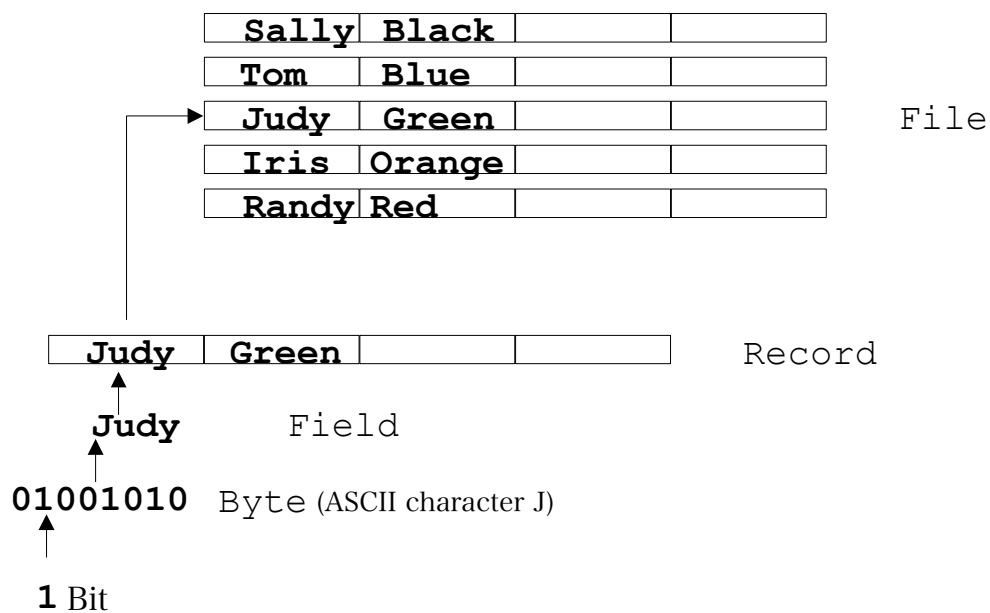 Sally Black
Tom Blue
Judy Green File
Iris Orange
Randy Red
Judy Green Record
Judy Field
01001010 Byte (ASCII character J)
1 Bit